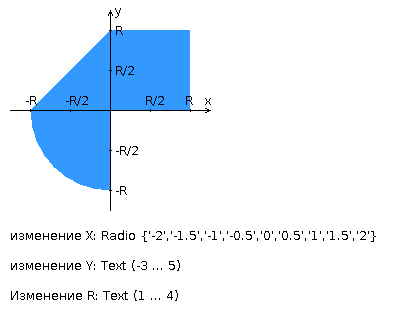 y
R
R/2
-R
-R/2
R/2
R
x
-R/2
-R
изменение X: Radio {'-2','-1.5','-1','-0.5','0','0.5','1','1.5','2'}
изменение Y: Text (-3 ... 5)
Изменение R: Text (1 ... 4)